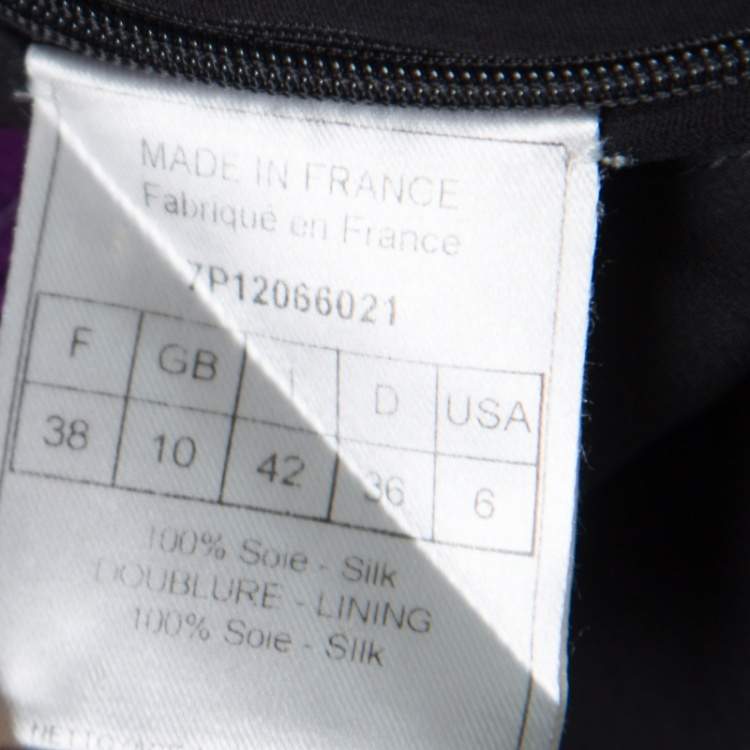 MADE IN FRANCE
Fabriqué en France
7P12066021
F GB I D USA
38 10 42 36 6
100% Soie - Silk
DOUBLURE - LINING
100% Soie - Silk